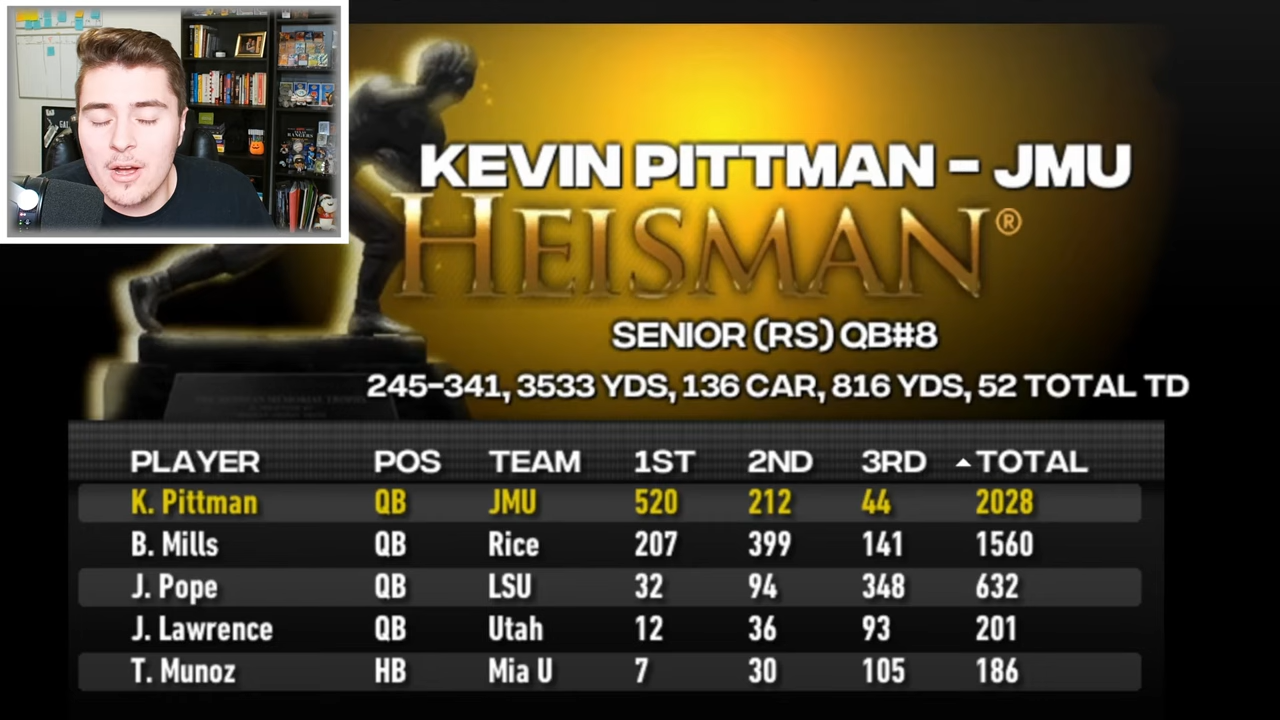 KEVIN PITTMAN - JMU
HEISMAN®
SENIOR (RS) QB#8
245-341, 3533 YDS, 136 CAR, 816 YDS, 52 TOTAL TD
PLAYER POS TEAM 1ST 2ND 3RD TOTAL
K. Pittman QB JMU 520 212 44 2028
B. Mills QB Rice 207 399 141 1560
J. Pope QB LSU 32 94 348 632
J. Lawrence QB Utah 12 36 93 201
T. Munoz HB Mia U 7 30 105 186